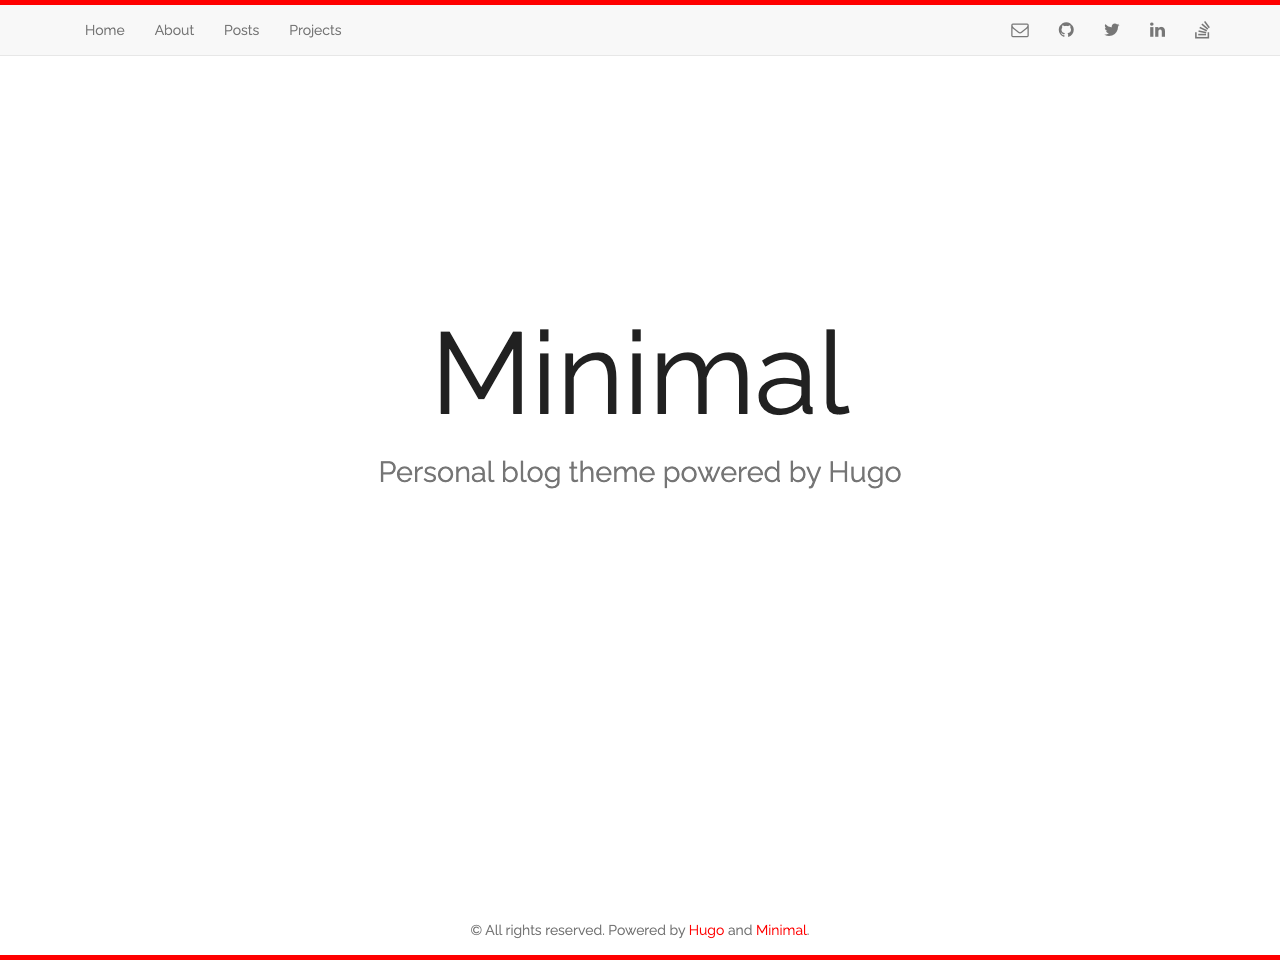 Home About Posts Projects
Minimal
Personal blog theme powered by Hugo
© All rights reserved. Powered by Hugo and Minimal.